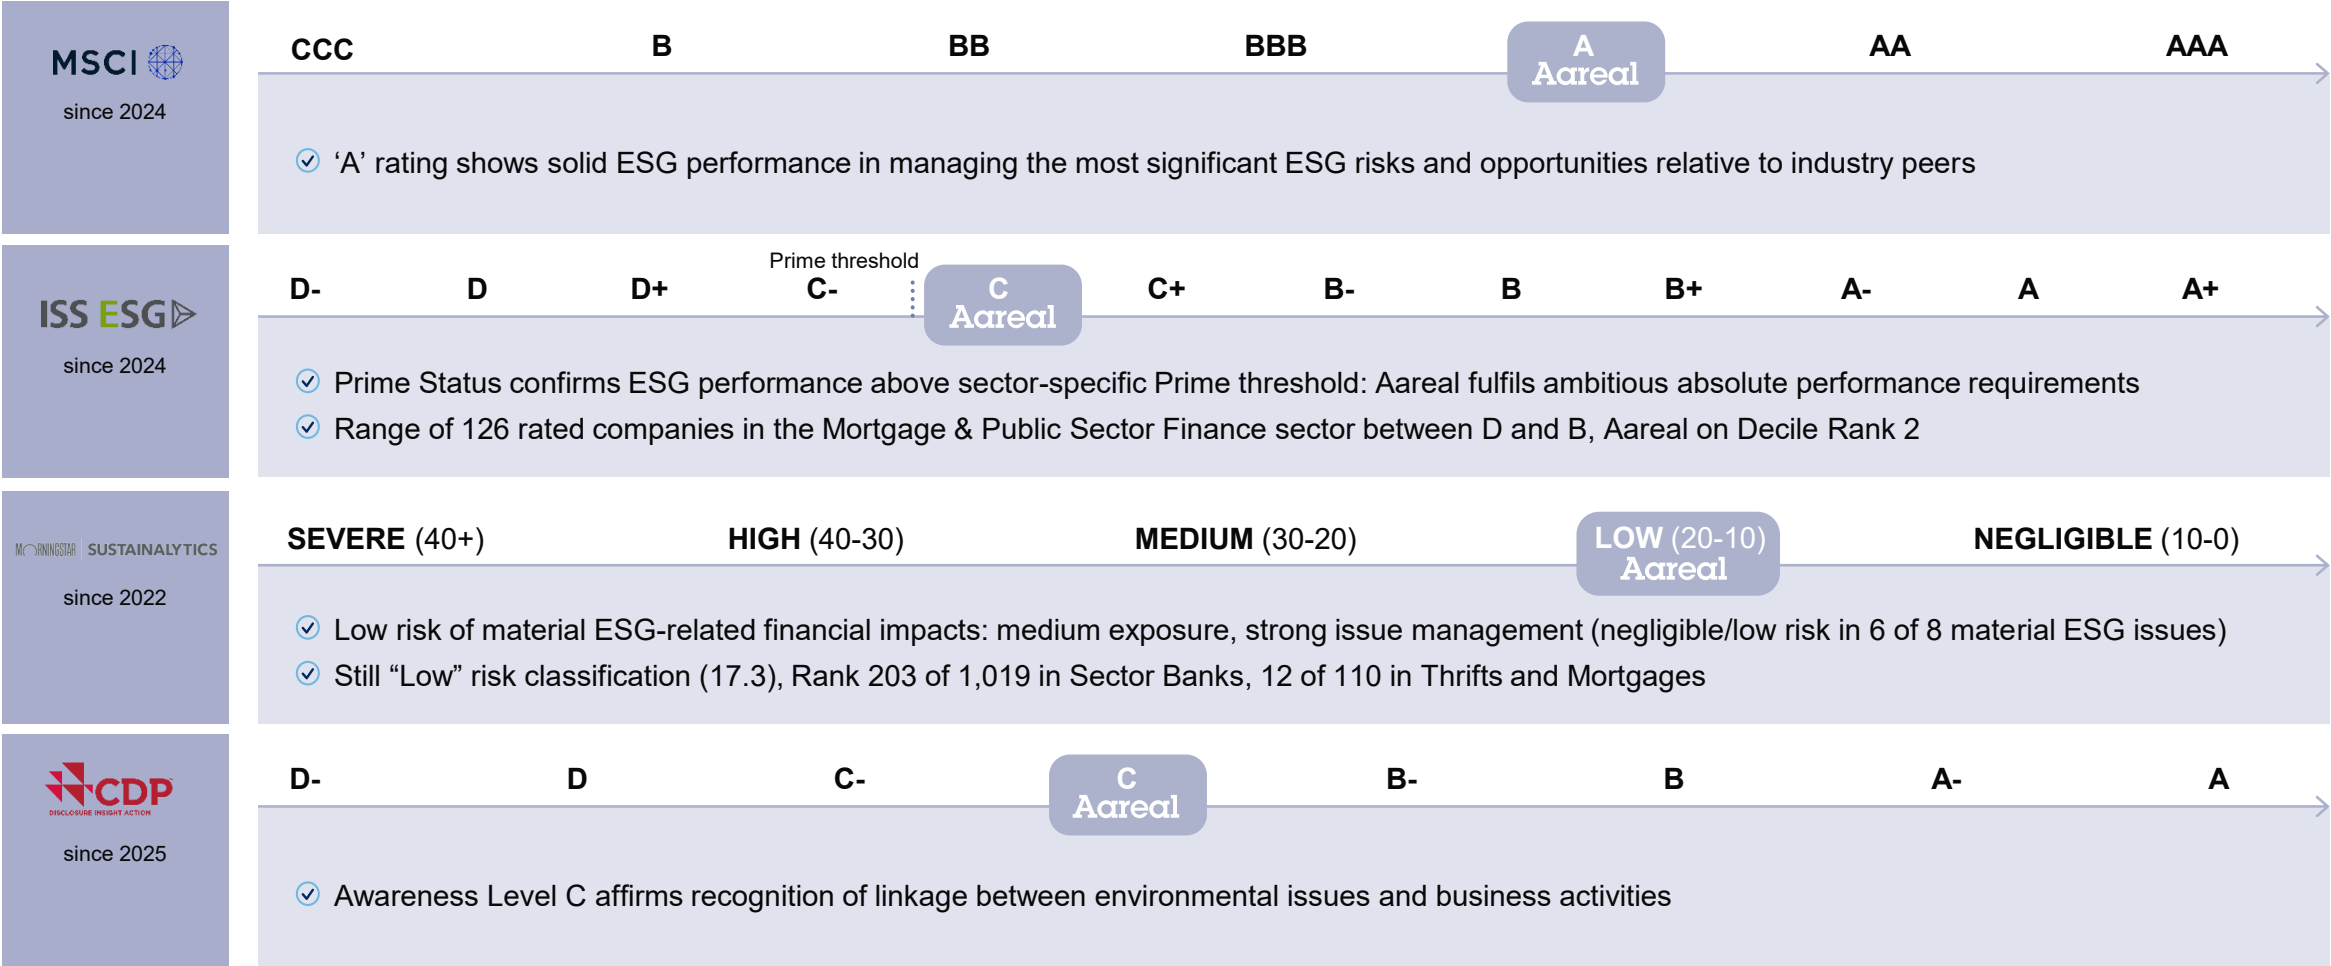 MSCI
since 2024
CCC B BB BBB A AA AAA
Aareal
‘A’ rating shows solid ESG performance in managing the most significant ESG risks and opportunities relative to industry peers
ISS ESG
since 2024
Prime threshold
D- D D+ C- C C+ B- B B+ A- A A+
Aareal
Prime Status confirms ESG performance above sector-specific Prime threshold: Aareal fulfils ambitious absolute performance requirements
Range of 126 rated companies in the Mortgage & Public Sector Finance sector between D and B, Aareal on Decile Rank 2
MORNINGSTAR SUSTAINALYTICS
since 2022
SEVERE (40+) HIGH (40-30) MEDIUM (30-20) LOW (20-10) NEGLIGIBLE (10-0)
Aareal
Low risk of material ESG-related financial impacts: medium exposure, strong issue management (negligible/low risk in 6 of 8 material ESG issues)
Still “Low” risk classification (17.3), Rank 203 of 1,019 in Sector Banks, 12 of 110 in Thrifts and Mortgages
CDP
DISCLOSURE INSIGHT ACTION
since 2025
D- D C- C B- B A- A
Aareal
Awareness Level C affirms recognition of linkage between environmental issues and business activities